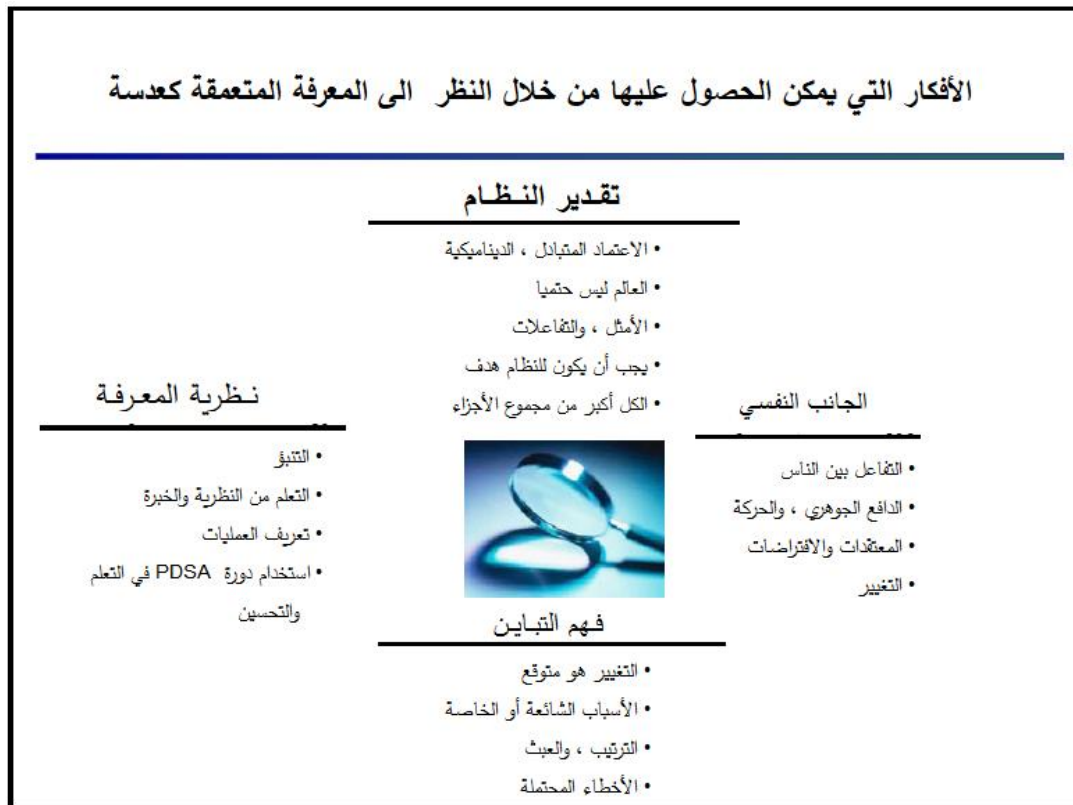 الأفكار التي يمكن الحصول عليها من خلال النظر الى المعرفة المتعمقة كعدسة
تقدير النظام
• الاعتماد المتبادل ، الديناميكية
• العالم ليس حتميا
• الأمثل ، والتفاعلات
• يجب أن يكون للنظام هدف
• الكل أكبر من مجموع الأجزاء
الجانب النفسي
• التفاعل بين الناس
• الدافع الجوهري ، والحركة
• المعتقدات والافتراضات
• التغيير
نظرية المعرفة
• التنبؤ
• التعلم من النظرية والخبرة
• تعريف العمليات
• استخدام دورة PDSA في التعلم
والتحسين
فهم التباين
• التغيير هو متوقع
• الأسباب الشائعة أو الخاصة
• الترتيب ، والعبث
• الأخطاء المحتملة